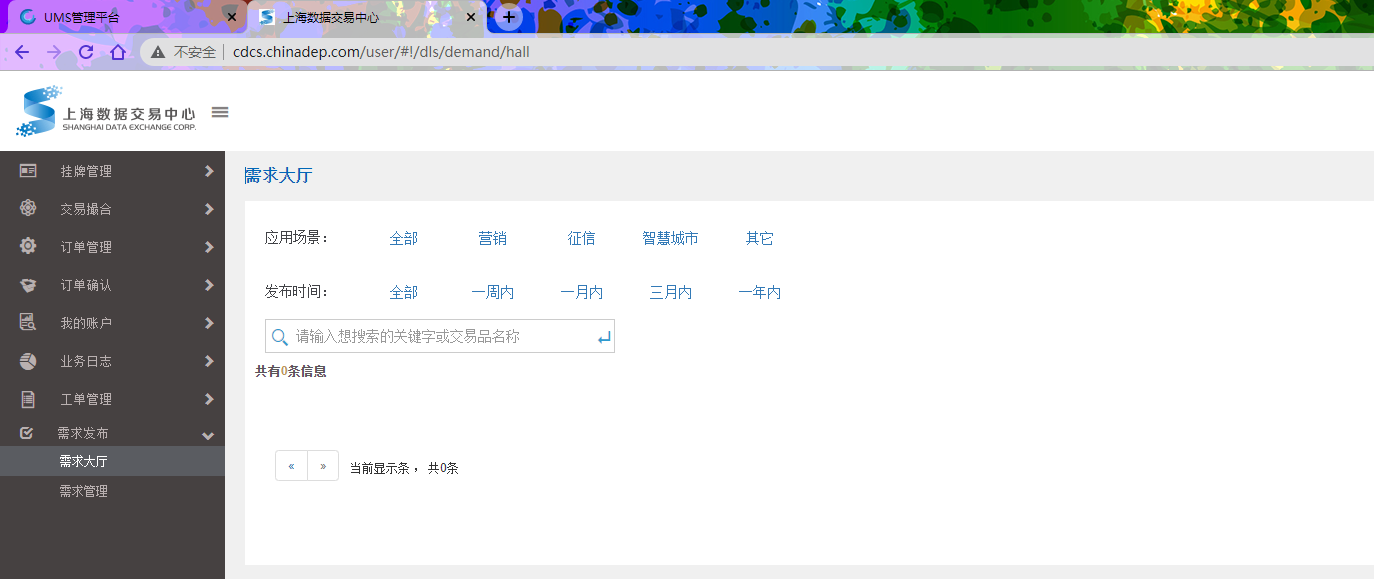 UMS管理平台
上海数据交易中心
不安全 cdcs.chinadep.com/user/#!/dls/demand/hall
上海数据交易中心
SHANGHAI DATA EXCHANGE CORP.
挂牌管理
交易撮合
订单管理
订单确认
我的账户
业务日志
工单管理
需求发布
需求大厅
需求管理
需求大厅
应用场景： 全部 营销 征信 智慧城市 其它
发布时间： 全部 一周内 一月内 三月内 一年内
请输入想搜索的关键字或交易品名称
共有0条信息
« » 当前显示条， 共0条